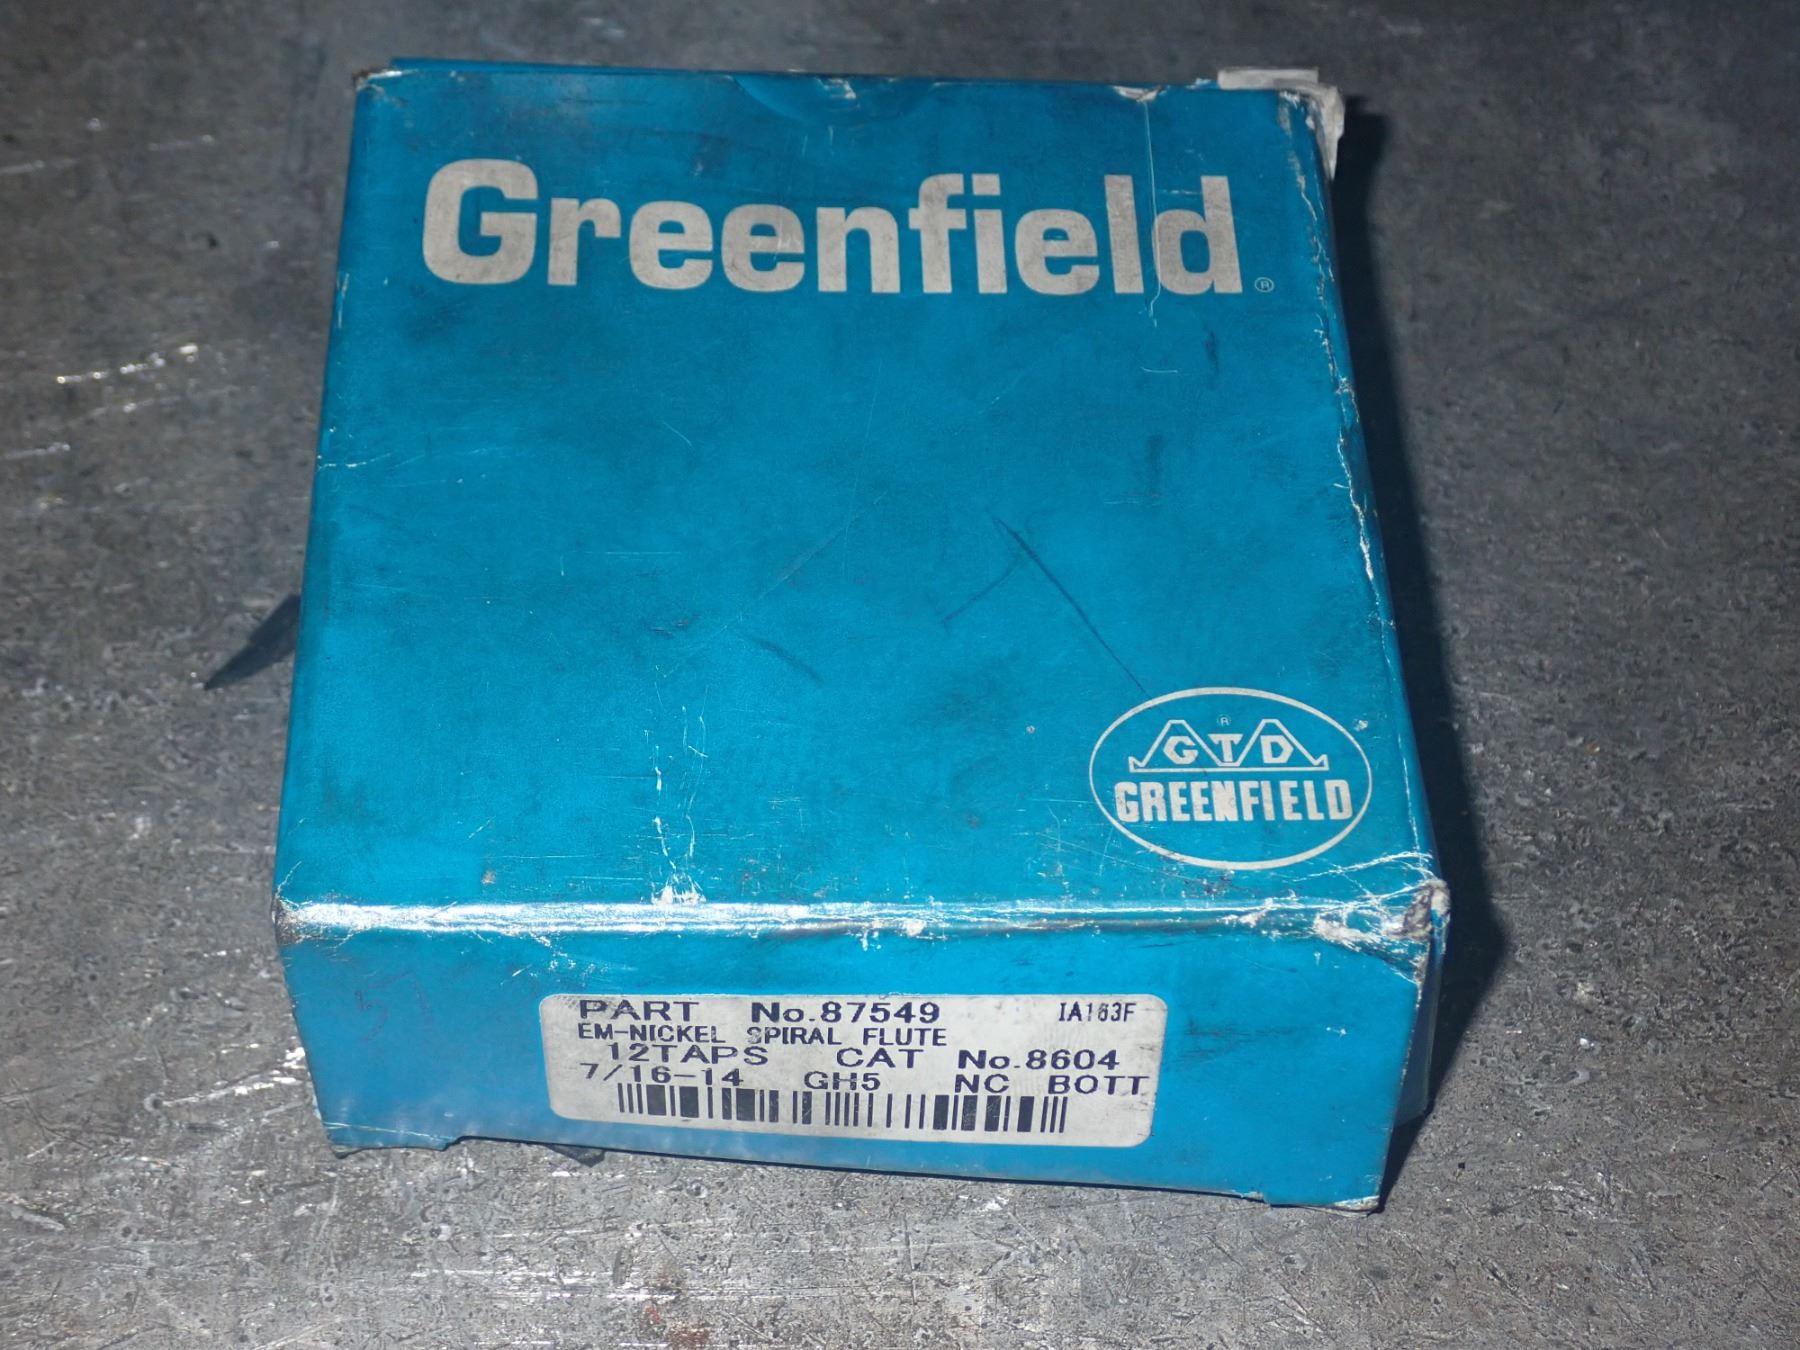 Greenfield®
G T D ®
GREENFIELD
PART No.87549 IA163F
EM-NICKEL SPIRAL FLUTE
12TAPS CAT No.8604
7/16-14 GH5 NC BOTT